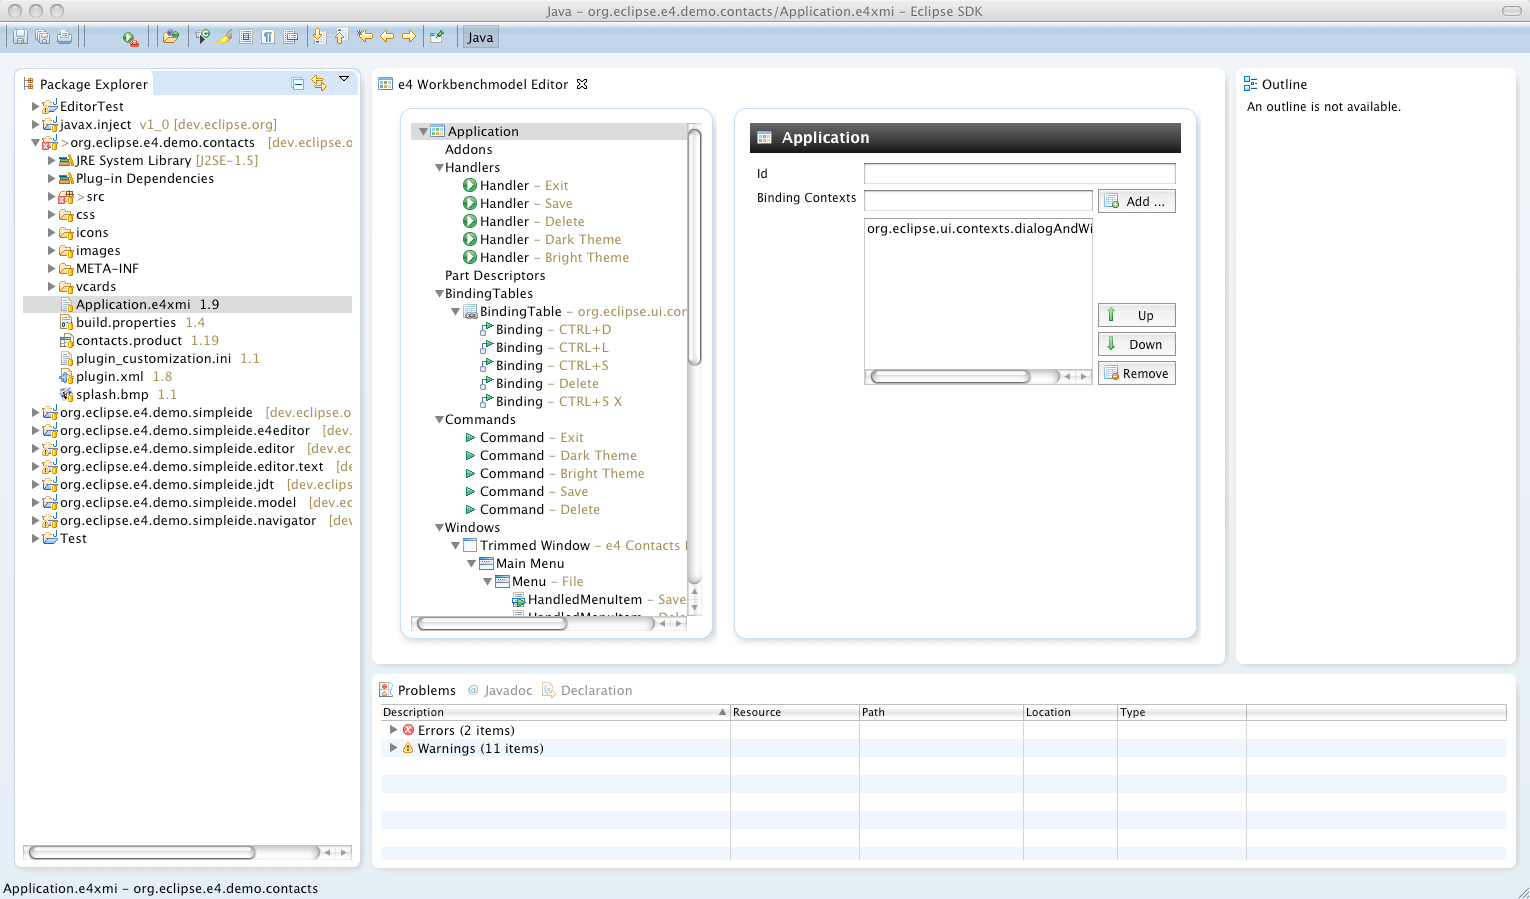 Java – org.eclipse.e4.demo.contacts/Application.e4xmi – Eclipse SDK
Java
Package Explorer
EditorTest
javax.inject v1_0 [dev.eclipse.org]
>org.eclipse.e4.demo.contacts [dev.eclipse.o
JRE System Library [J2SE-1.5]
Plug-in Dependencies
>src
css
icons
images
META-INF
vcards
Application.e4xmi 1.9
build.properties 1.4
contacts.product 1.19
plugin_customization.ini 1.1
plugin.xml 1.8
splash.bmp 1.1
org.eclipse.e4.demo.simpleide [dev.eclipse.o
org.eclipse.e4.demo.simpleide.e4editor [dev.
org.eclipse.e4.demo.simpleide.editor [dev.ec
org.eclipse.e4.demo.simpleide.editor.text [de
org.eclipse.e4.demo.simpleide.jdt [dev.eclips
org.eclipse.e4.demo.simpleide.model [dev.ec
org.eclipse.e4.demo.simpleide.navigator [dev
Test
e4 Workbenchmodel Editor
Application
Addons
Handlers
Handler – Exit
Handler – Save
Handler – Delete
Handler – Dark Theme
Handler – Bright Theme
Part Descriptors
BindingTables
BindingTable – org.eclipse.ui.cor
Binding – CTRL+D
Binding – CTRL+L
Binding – CTRL+S
Binding – Delete
Binding – CTRL+5 X
Commands
Command – Exit
Command – Dark Theme
Command – Bright Theme
Command – Save
Command – Delete
Windows
Trimmed Window – e4 Contacts
Main Menu
Menu – File
HandledMenuItem – Save
HandledMenuItem – Dele
Application
Id
Binding Contexts
Add ...
org.eclipse.ui.contexts.dialogAndWi
Up
Down
Remove
Outline
An outline is not available.
Problems @ Javadoc Declaration
Description Resource Path Location Type
Errors (2 items)
Warnings (11 items)
Application.e4xmi – org.eclipse.e4.demo.contacts